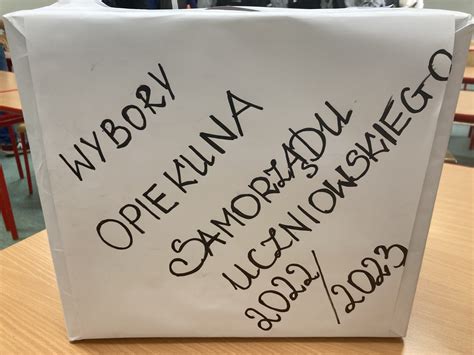 WYBORY
OPIEKUNA
SAMORZĄDU
UCZNIOWSKIEGO
2022/2023